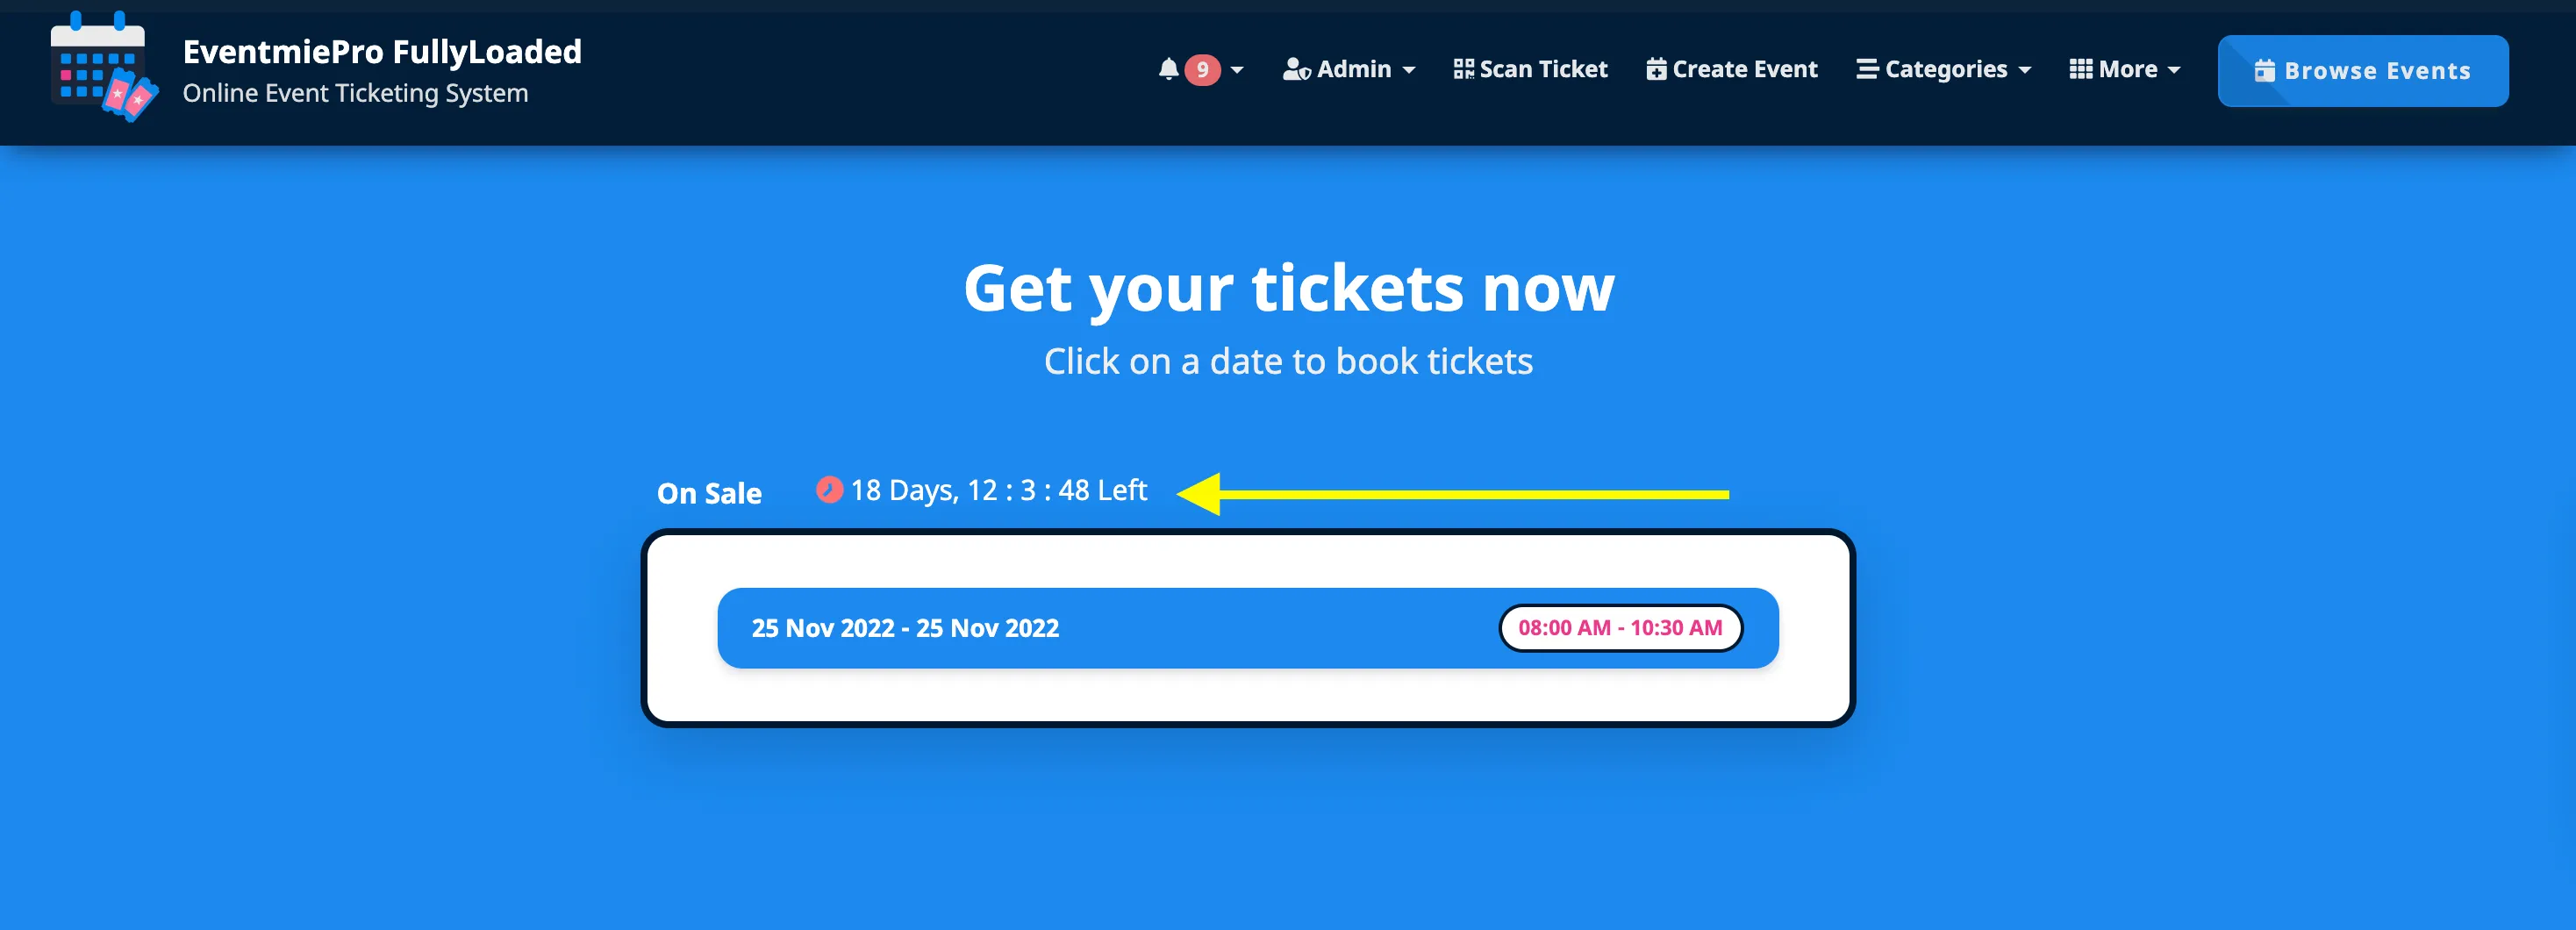 EventmiePro FullyLoaded
Online Event Ticketing System
9 Admin Scan Ticket Create Event Categories More Browse Events
Get your tickets now
Click on a date to book tickets
On Sale 18 Days, 12 : 3 : 48 Left
25 Nov 2022 - 25 Nov 2022 08:00 AM - 10:30 AM